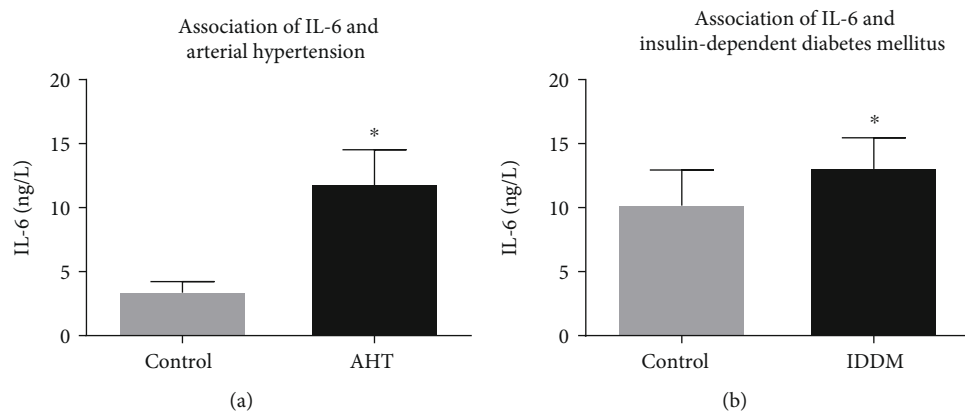 Association of IL-6 and
arterial hypertension
20
15
10
5
0
IL-6 (ng/L)
*
Control
AHT
(a)
Association of IL-6 and
insulin-dependent diabetes mellitus
20
15
10
5
0
IL-6 (ng/L)
*
Control
IDDM
(b)